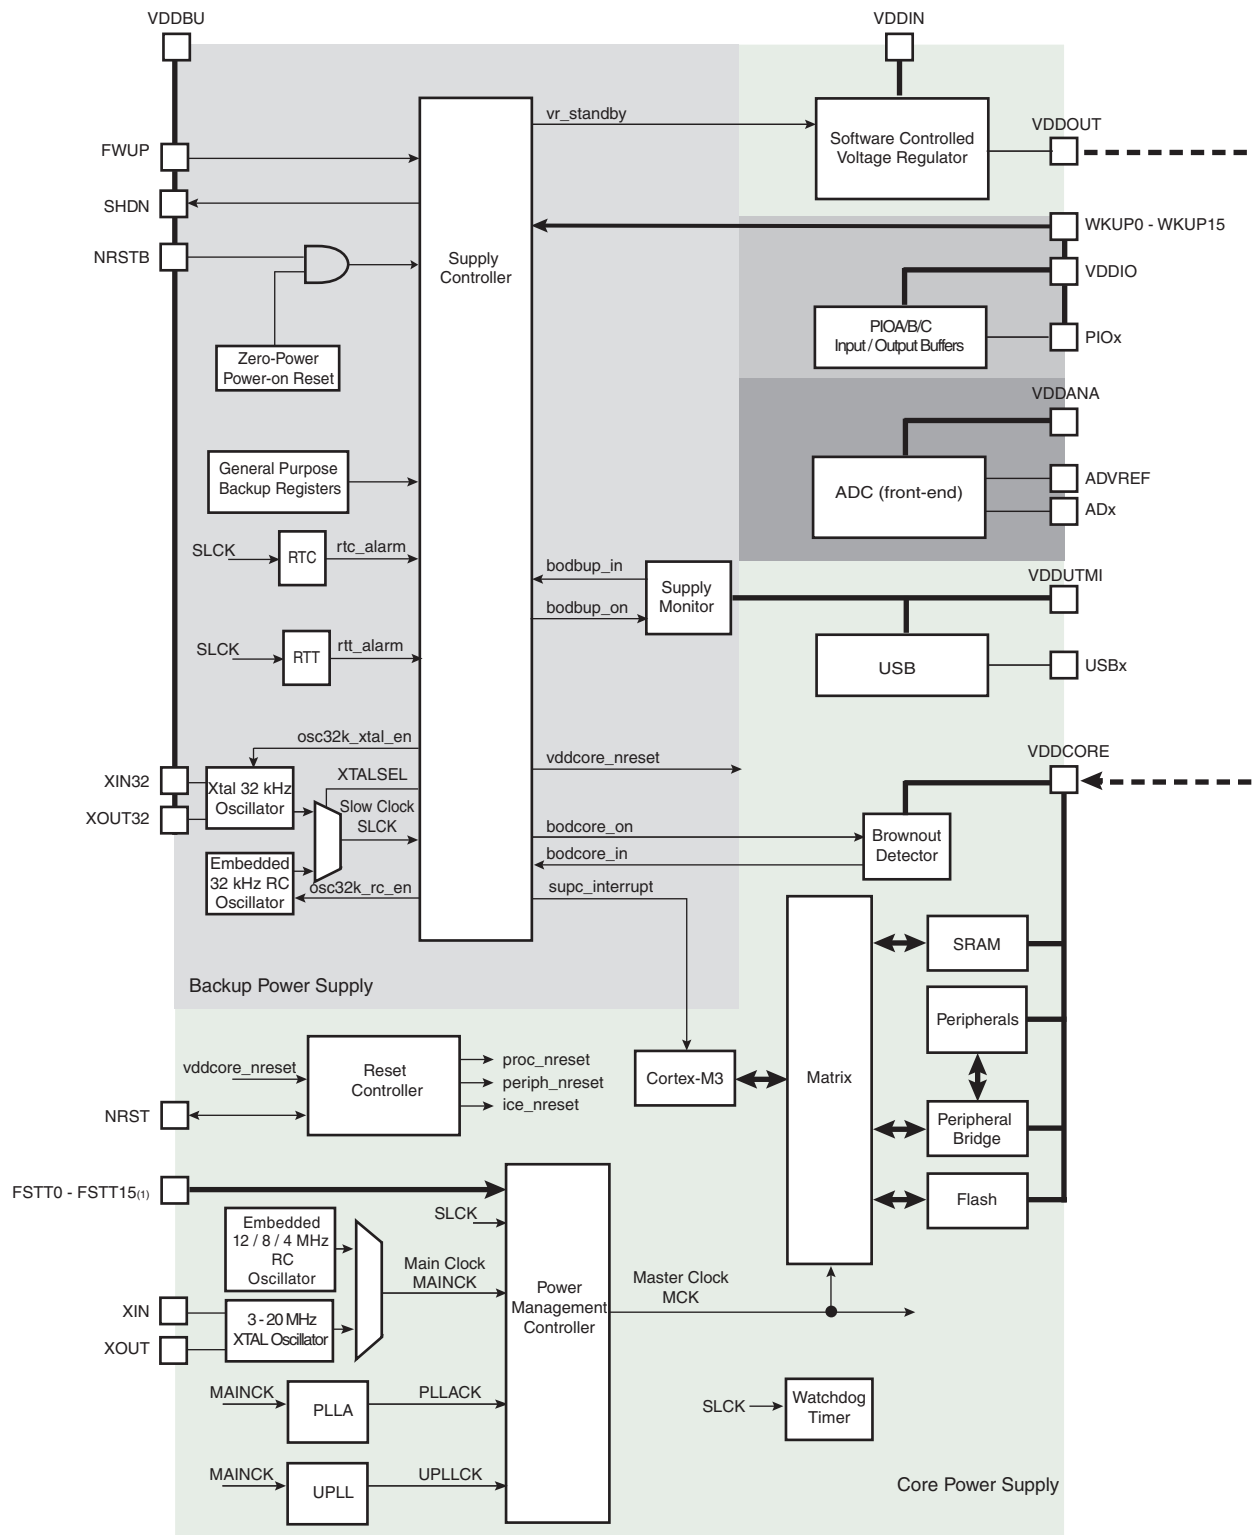 VDDBU
VDDIN
vr_standby
Software Controlled
Voltage Regulator
VDDOUT
FWUP
SHDN
NRSTB
Supply
Controller
WKUP0 - WKUP15
VDDIO
PIOA/B/C
Input / Output Buffers
PIOx
Zero-Power
Power-on Reset
VDDANA
ADC (front-end)
ADVREF
ADx
General Purpose
Backup Registers
SLCK
RTC
rtc_alarm
bodbup_in
bodbup_on
Supply
Monitor
VDDUTMI
SLCK
RTT
rtt_alarm
USB
USBx
osc32k_xtal_en
vddcore_nreset
VDDCORE
XIN32
XOUT32
Xtal 32 kHz
Oscillator
XTALSEL
Slow Clock
SLCK
bodcore_on
bodcore_in
Brownout
Detector
Embedded
32 kHz RC
Oscillator
osc32k_rc_en
supc_interrupt
SRAM
Backup Power Supply
Peripherals
vddcore_nreset
NRST
Reset
Controller
proc_nreset
periph_nreset
ice_nreset
Cortex-M3
Matrix
Peripheral
Bridge
FSTT0 - FSTT15(1)
Flash
SLCK
Embedded
12 / 8 / 4 MHz
RC
Oscillator
Main Clock
MAINCK
Power
Management
Controller
Master Clock
MCK
XIN
XOUT
3 - 20 MHz
XTAL Oscillator
MAINCK
PLLA
PLLACK
SLCK
Watchdog
Timer
MAINCK
UPLL
UPLLCK
Core Power Supply